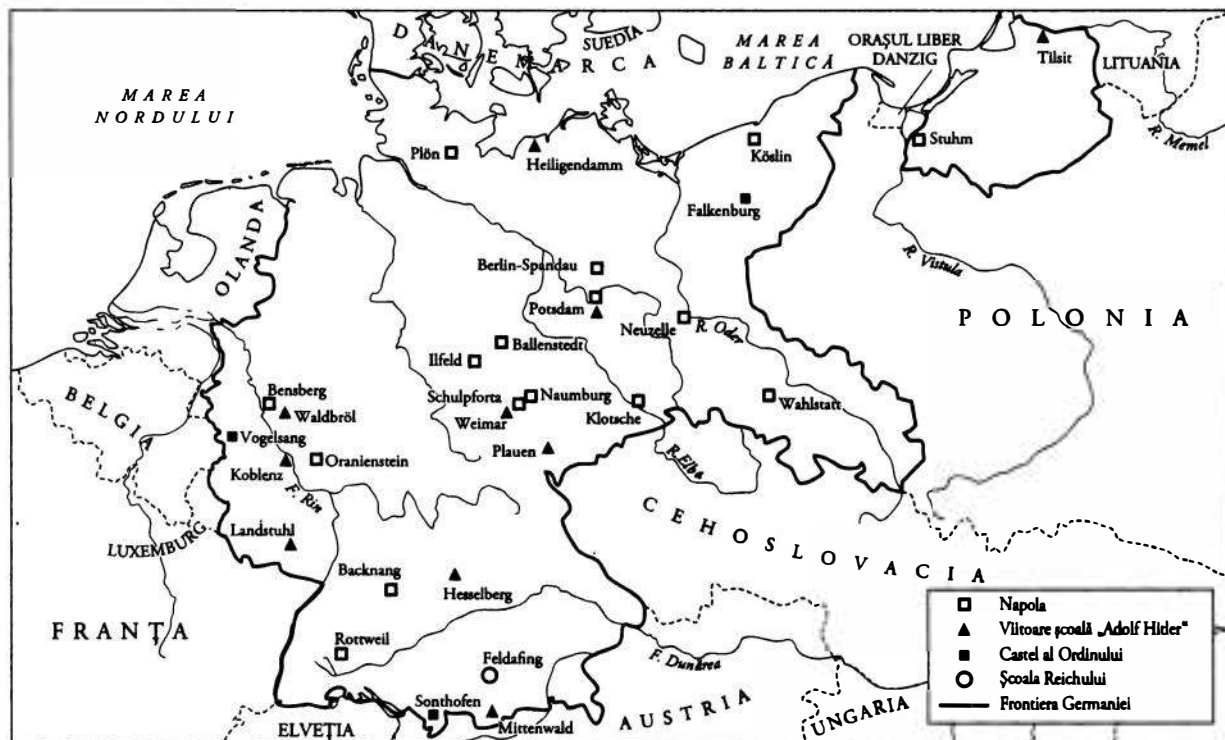 DANEMARCA
SUEDIA
MAREA
BALTICĂ
ORAȘUL LIBER
DANZIG
Tilsit
LITUANIA
R. Memel
MAREA
NORDULUI
Plön
Heiligendamm
Köslin
Stuhm
Falkenburg
OLANDA
Berlin-Spandau
Potsdam
R. Vistula
Neuzelle
R. Oder
POLONIA
Ballenstedt
Ilfeld
BELGIA
Bensberg
Waldbröl
Schulpforta
Naumburg
Weimar
Klotsche
Wahlstatt
Vogelsang
Koblenz
Oranienstein
Plauen
R. Elba
F. Rin
CEHOSLOVACIA
LUXEMBURG
Landstuhl
Backnang
Hesselberg
FRANȚA
Rottweil
Feldafing
F. Dunărea
Sonthofen
Mittenwald
ELVEȚIA
AUSTRIA
UNGARIA
Napola
Viitoare școală „Adolf Hitler“
Castel al Ordinului
Școala Reichului
Frontiera Germaniei